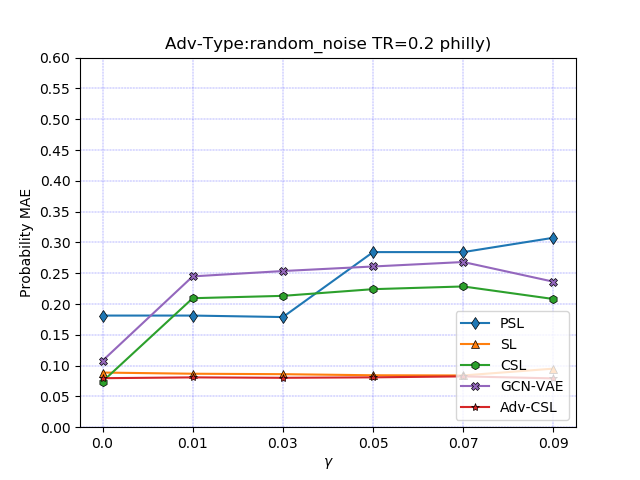 Adv-Type:random_noise TR=0.2 philly)
Probability MAE
0.60
0.55
0.50
0.45
0.40
0.35
0.30
0.25
0.20
0.15
0.10
0.05
0.00
PSL
SL
CSL
GCN-VAE
Adv-CSL
0.0 0.01 0.03 0.05 0.07 0.09
γ